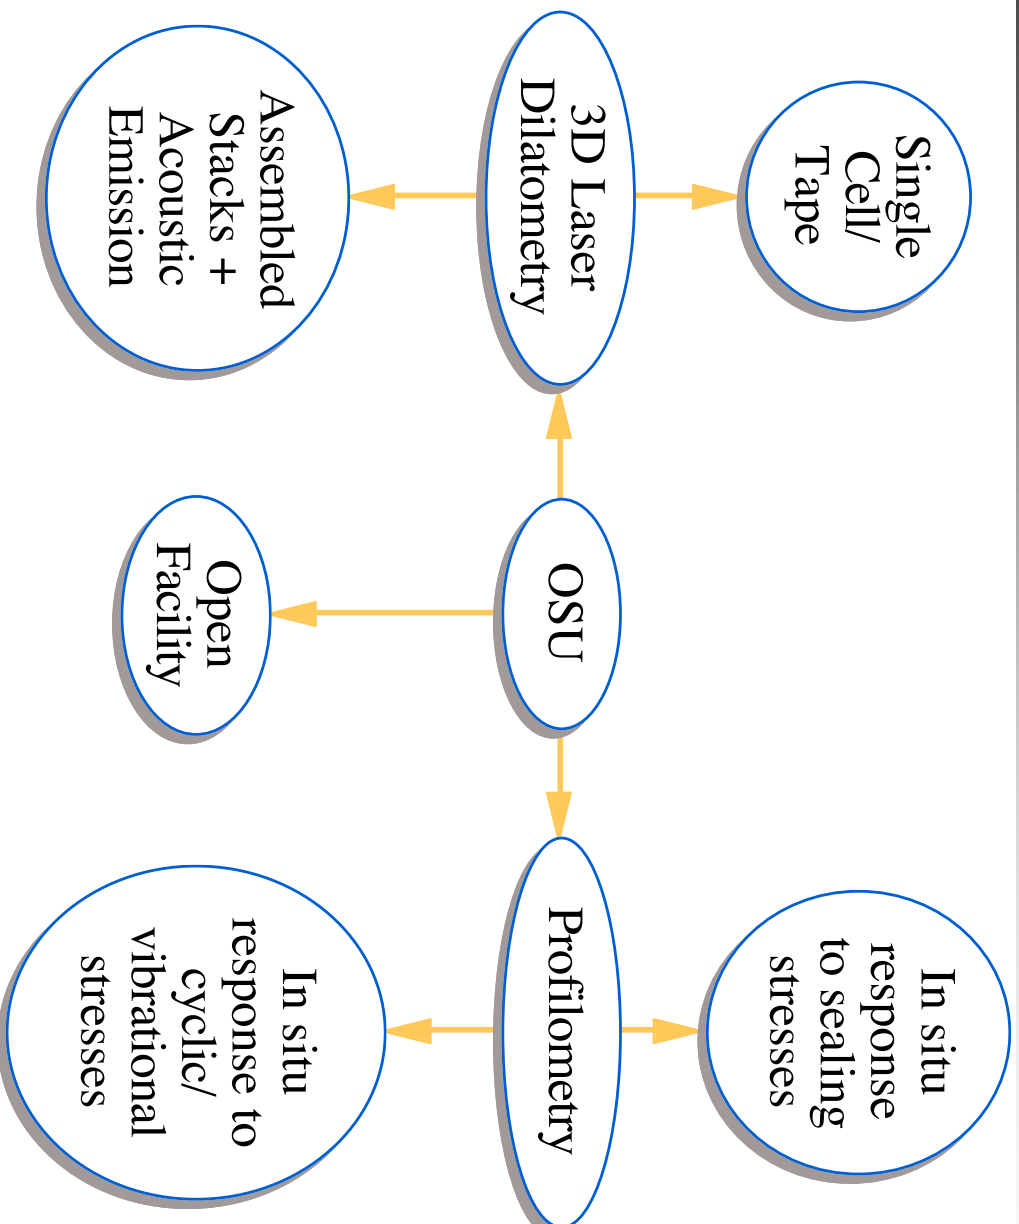 Single
Cell/
Tape
In situ
response
to sealing
stresses
3D Laser
Dilatometry
OSU
Profilometry
Assembled
Stacks +
Acoustic
Emission
Open
Facility
In situ
response to
cyclic/
vibrational
stresses